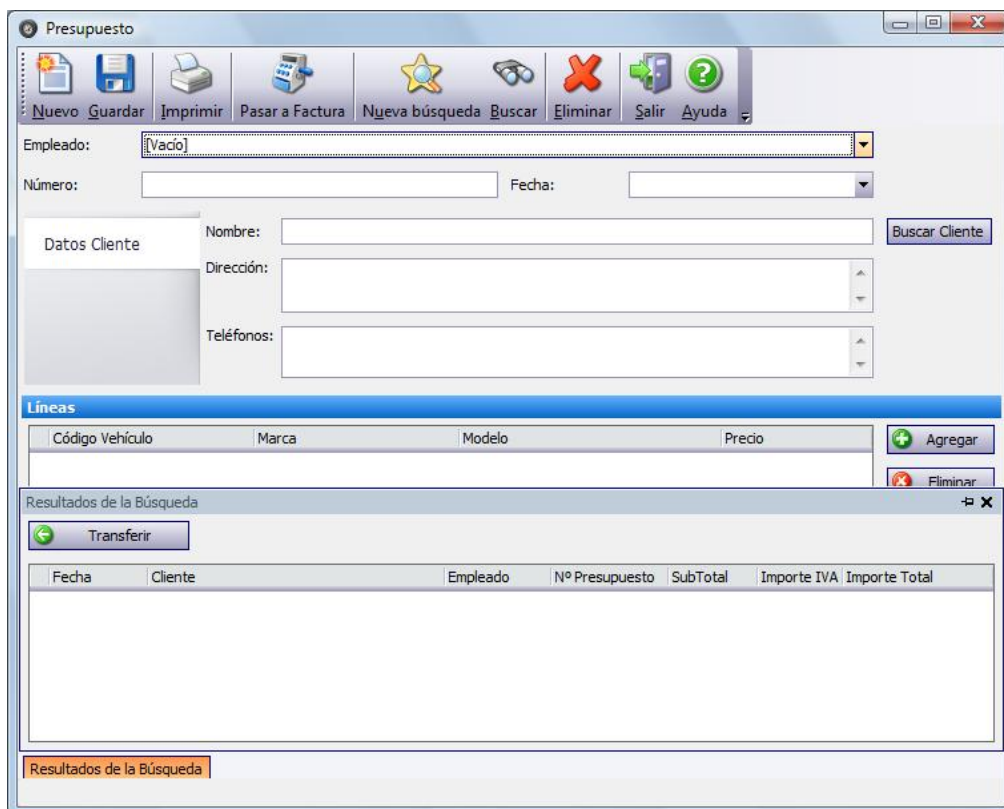 Presupuesto
Nuevo Guardar Imprimir Pasar a Factura Nueva búsqueda Buscar Eliminar Salir Ayuda
Empleado: [Vacío]
Número: Fecha:
Datos Cliente
Nombre: Buscar Cliente
Dirección:
Teléfonos:
Líneas
Código Vehículo Marca Modelo Precio Agregar
Eliminar
Resultados de la Búsqueda
Transferir
Fecha Cliente Empleado Nº Presupuesto SubTotal Importe IVA Importe Total
Resultados de la Búsqueda